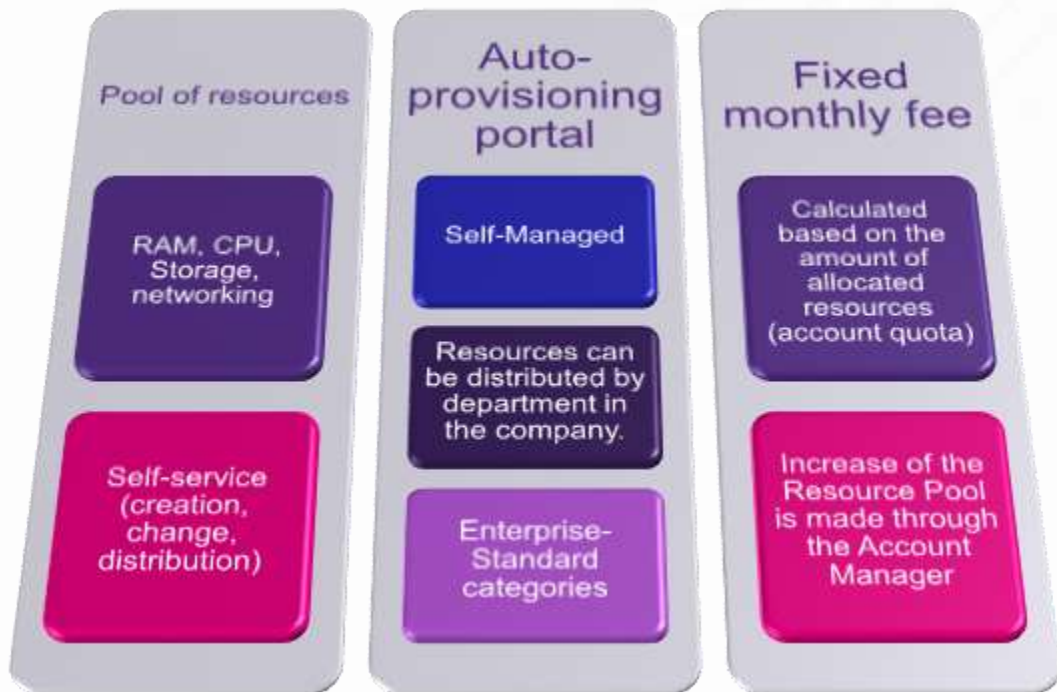 Pool of resources
RAM, CPU,
Storage,
networking
Self-service
(creation,
change,
distribution)
Auto-
provisioning
portal
Self-Managed
Resources can
be distributed by
department in
the company.
Enterprise-
Standard
categories
Fixed
monthly fee
Calculated
based on the
amount of
allocated
resources
(account quota)
Increase of the
Resource Pool
is made through
the Account
Manager